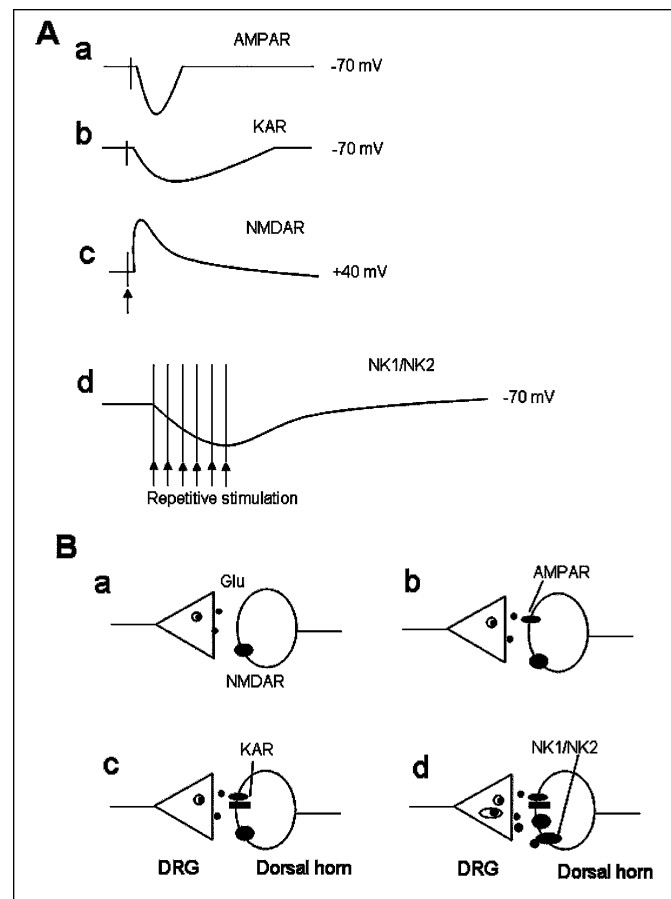 A
a
AMPAR
-70 mV
b
KAR
-70 mV
c
NMDAR
+40 mV
d
NK1/NK2
-70 mV
Repetitive stimulation
B
a
Glu
NMDAR
b
AMPAR
c
KAR
DRG
Dorsal horn
d
NK1/NK2
DRG
Dorsal horn